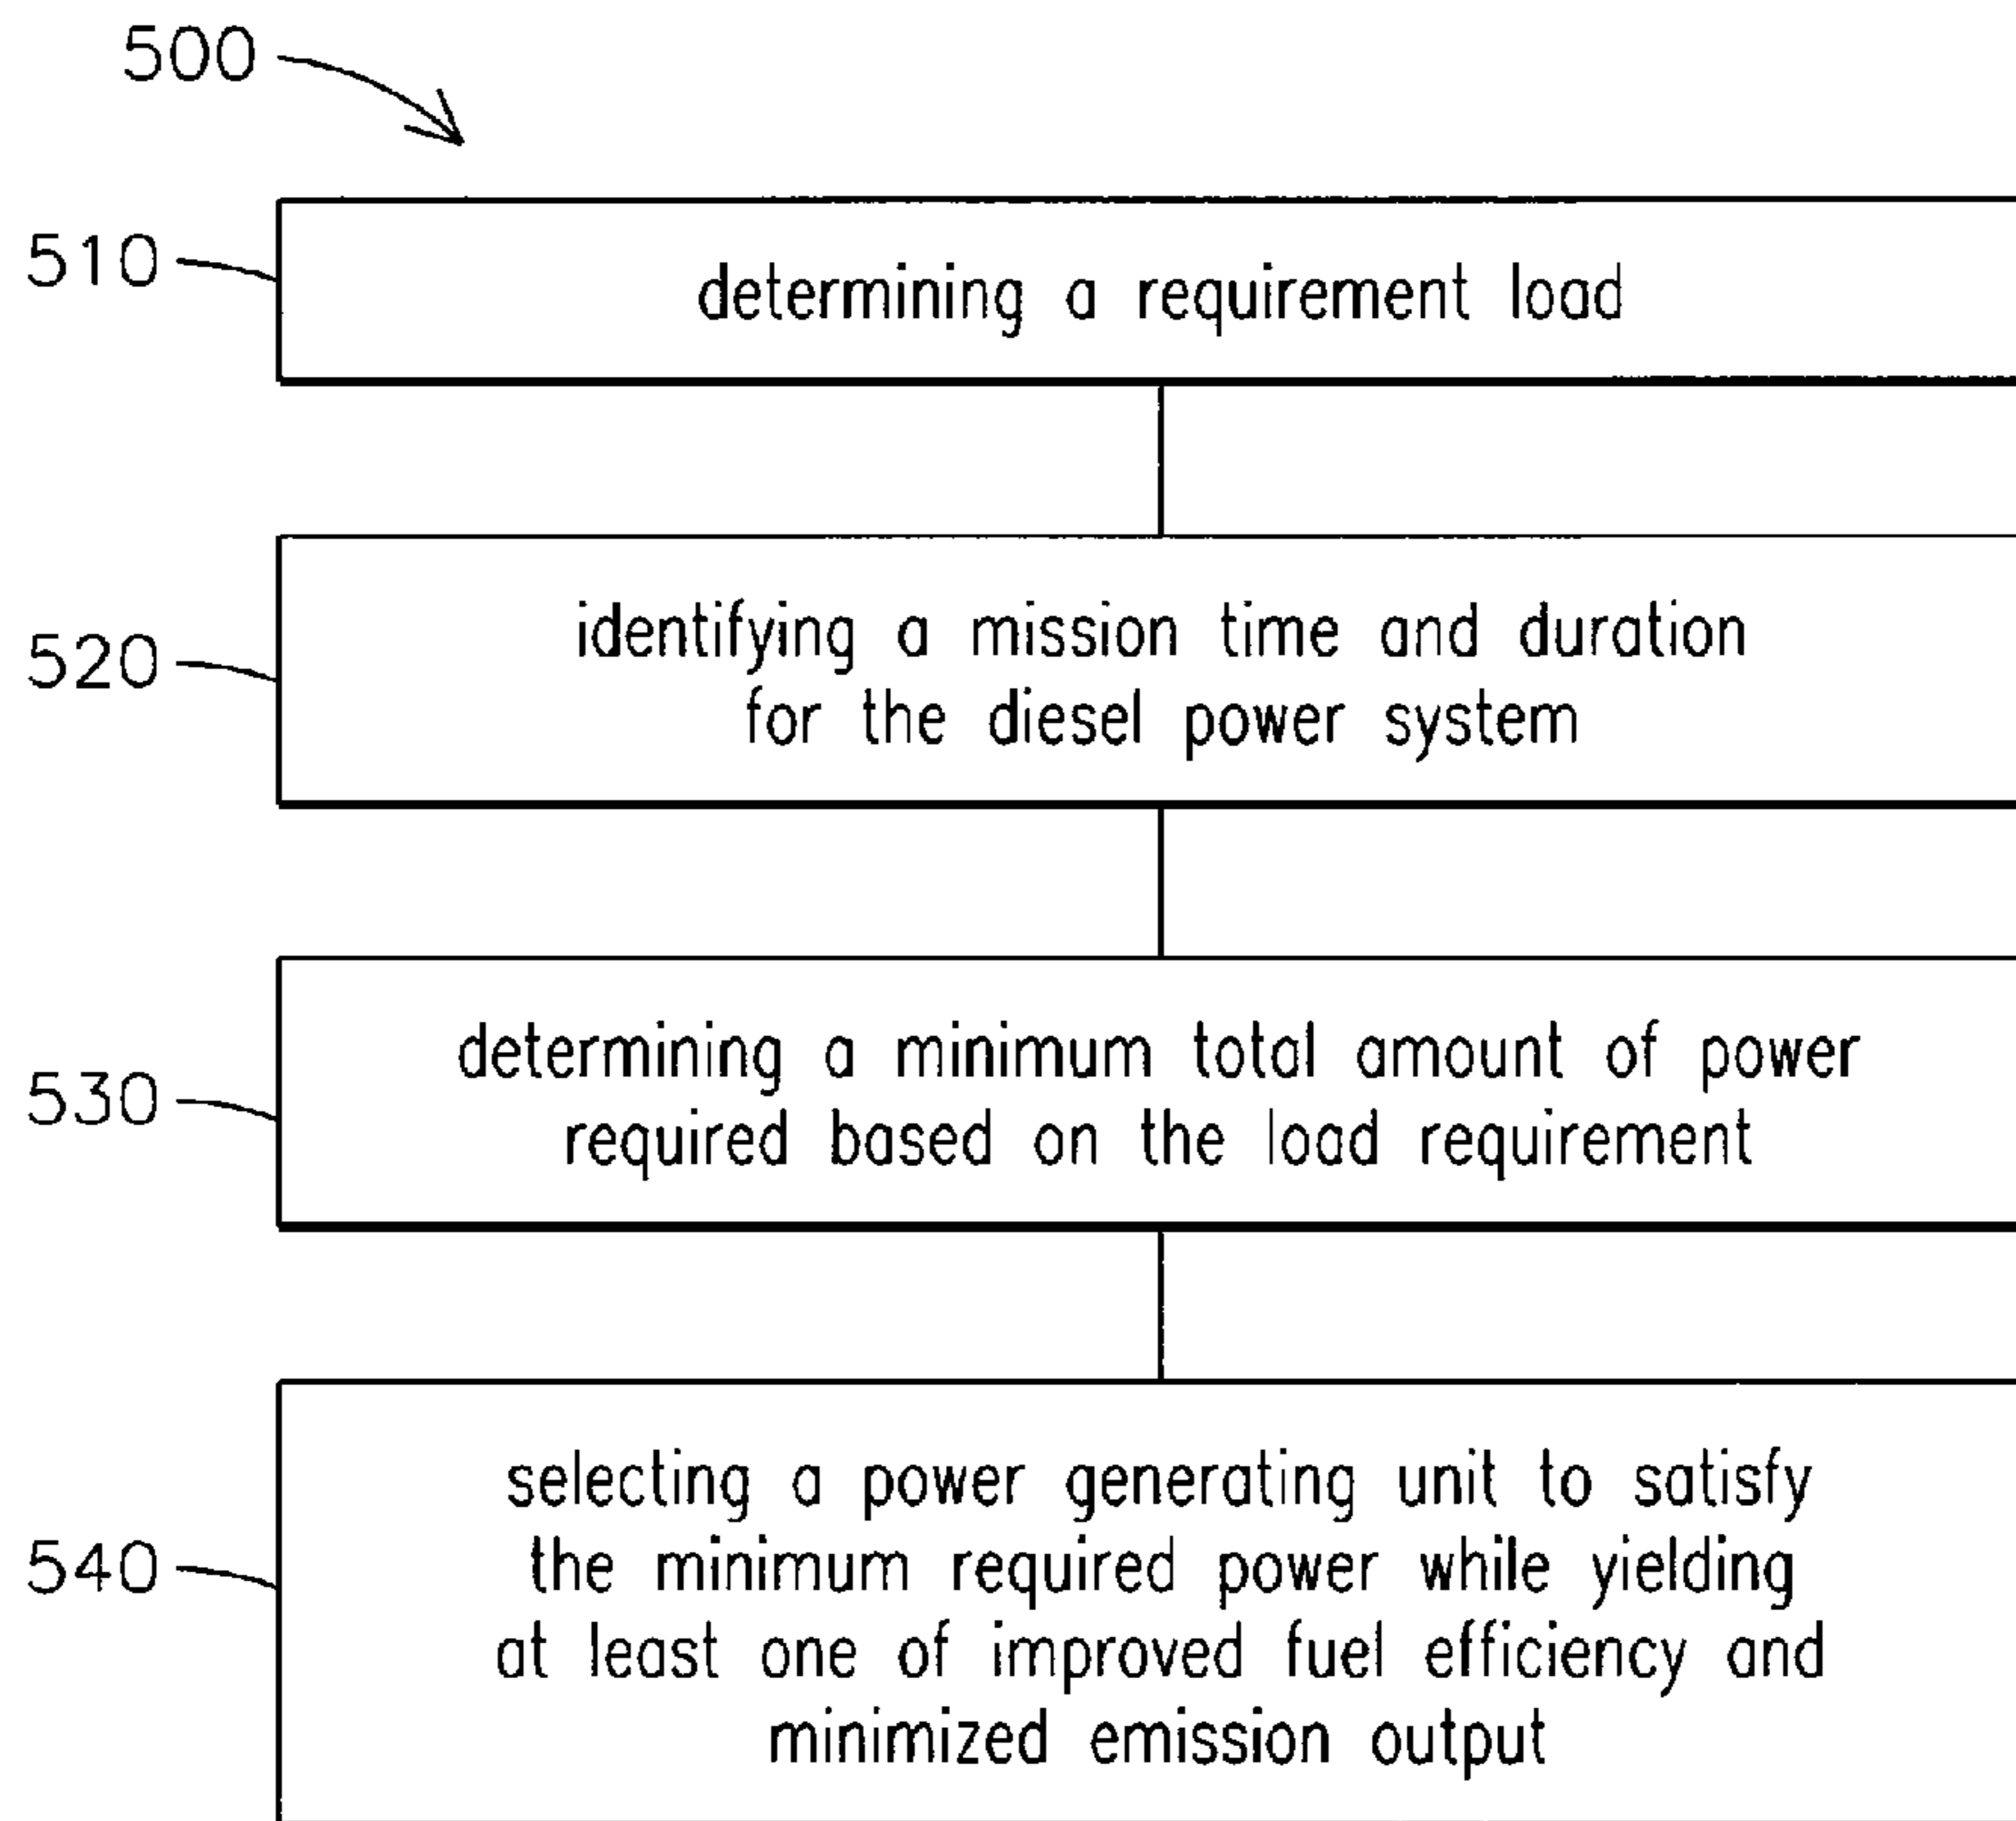 500
510
determining a requirement load
520
identifying a mission time and duration
for the diesel power system
530
determining a minimum total amount of power
required based on the load requirement
540
selecting a power generating unit to satisfy
the minimum required power while yielding
at least one of improved fuel efficiency and
minimized emission output